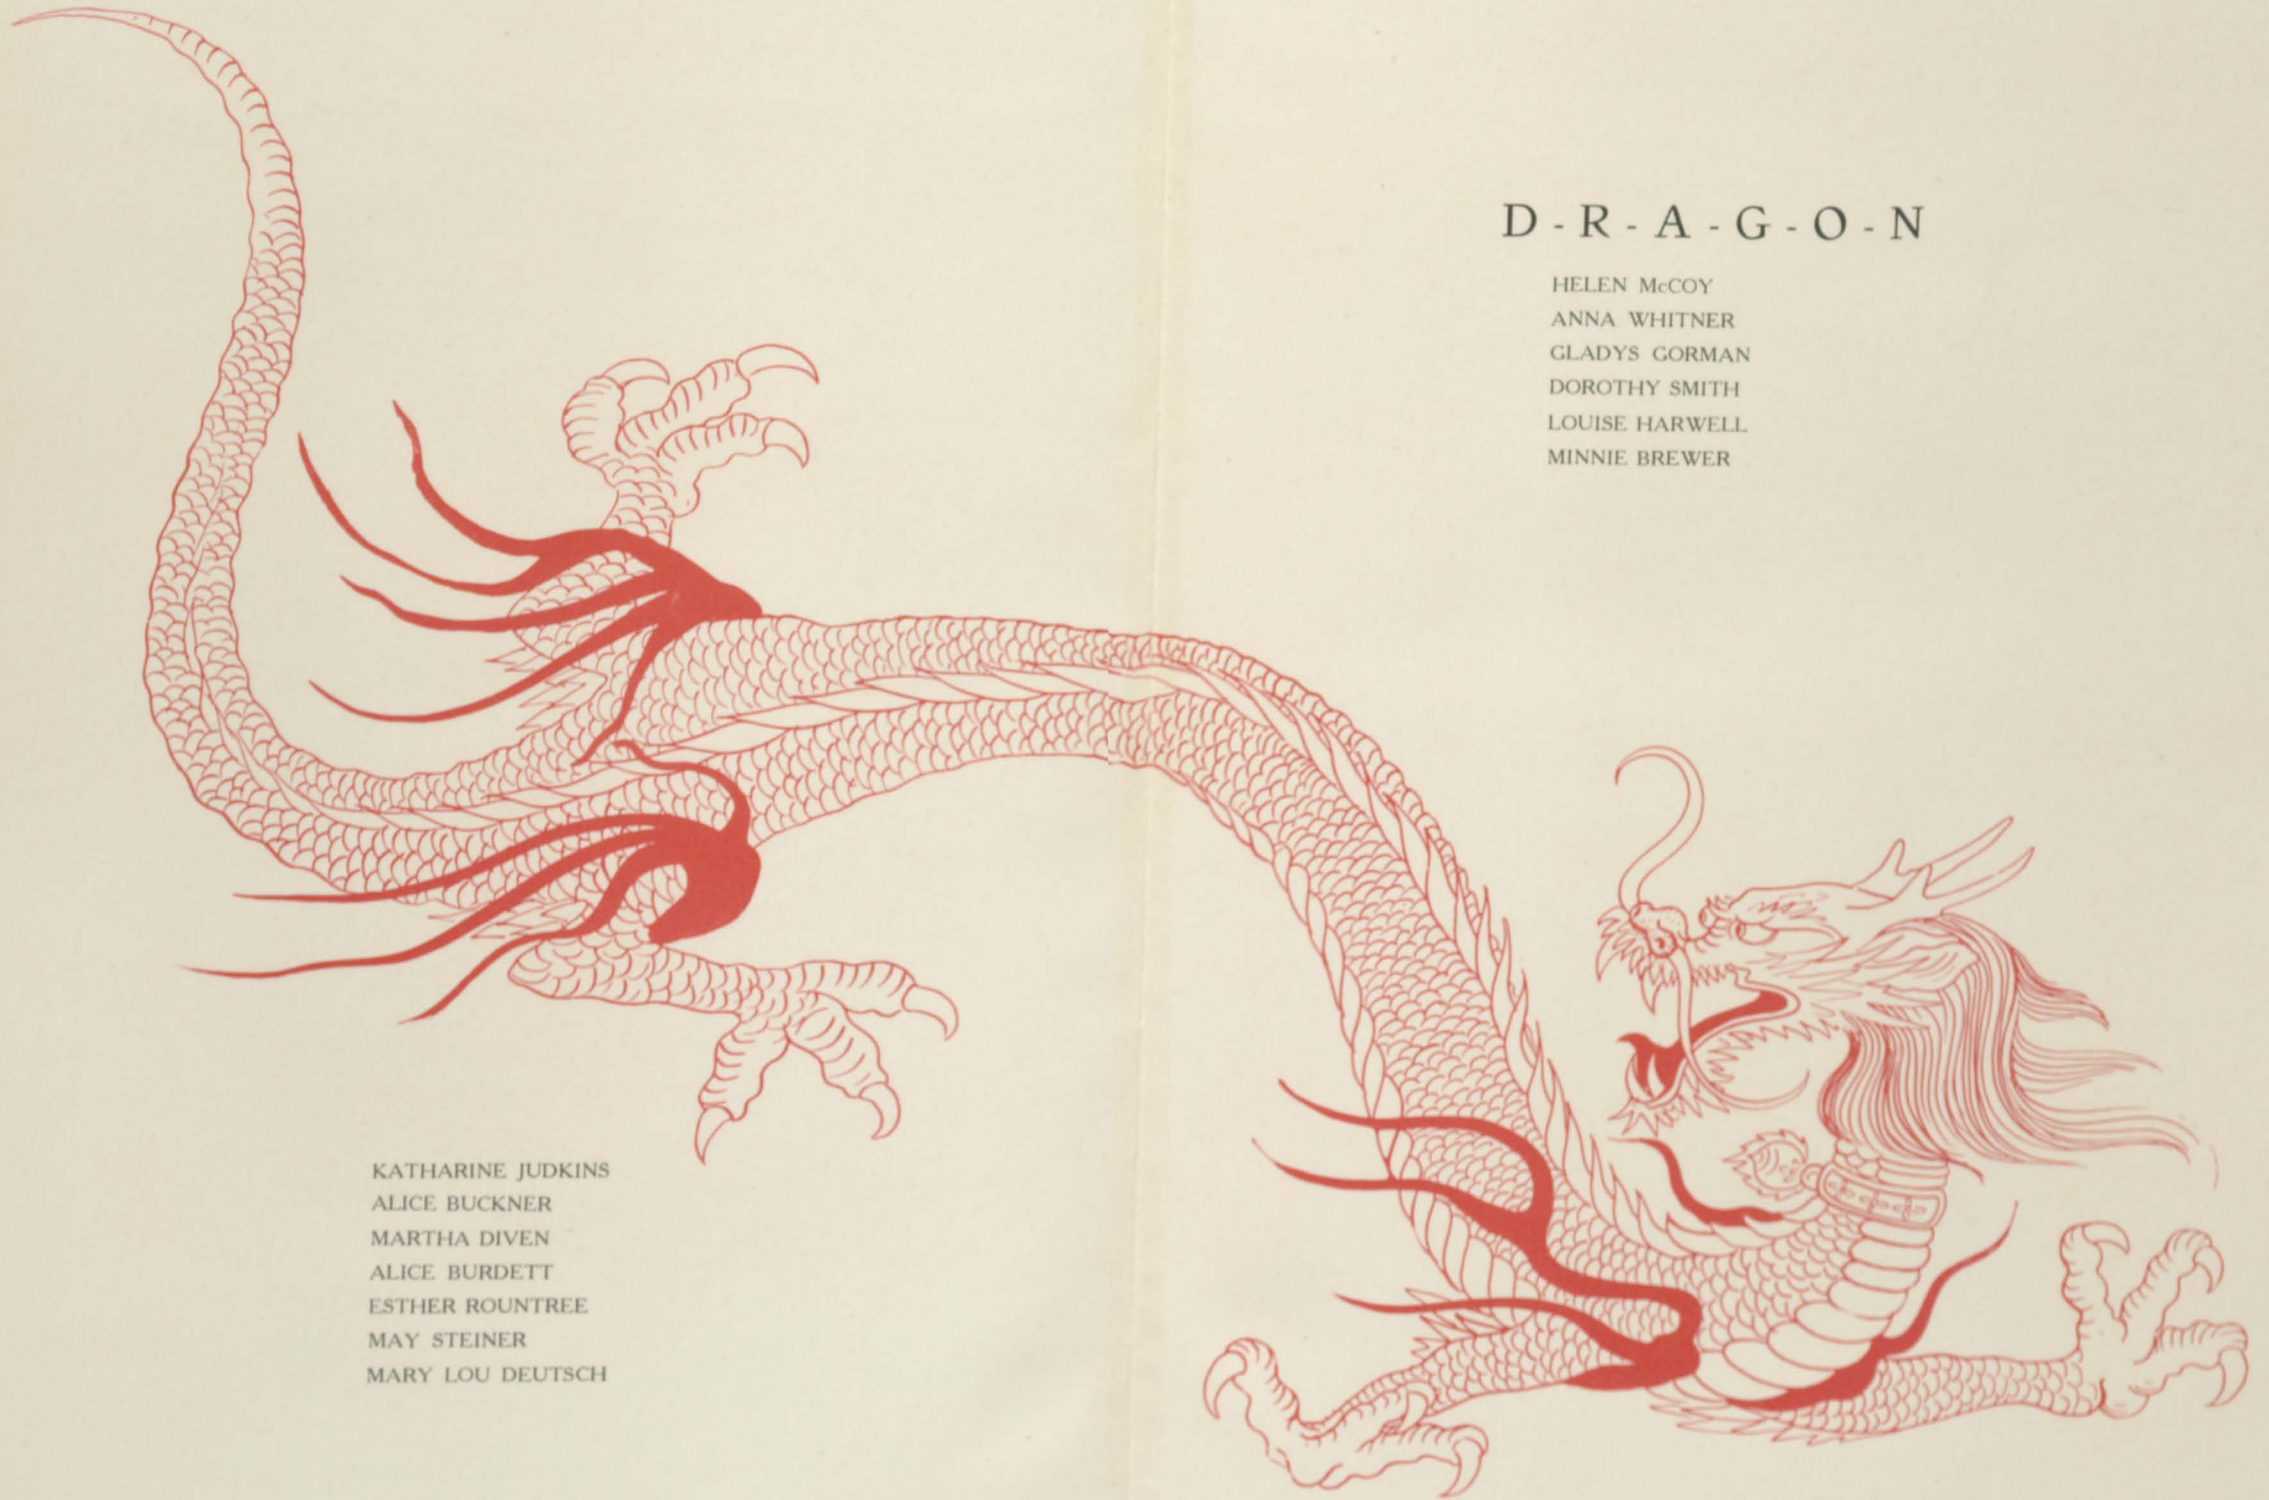 KATHARINE JUDKINS
ALICE BUCKNER
MARTHA DIVEN
ALICE BURDETT
ESTHER ROUNTREE
MAY STEINER
MARY LOU DEUTSCH
D-R-A-G-O-N
HELEN McCOY
ANNA WHITNER
GLADYS GORMAN
DOROTHY SMITH
LOUISE HARWELL
MINNIE BREWER